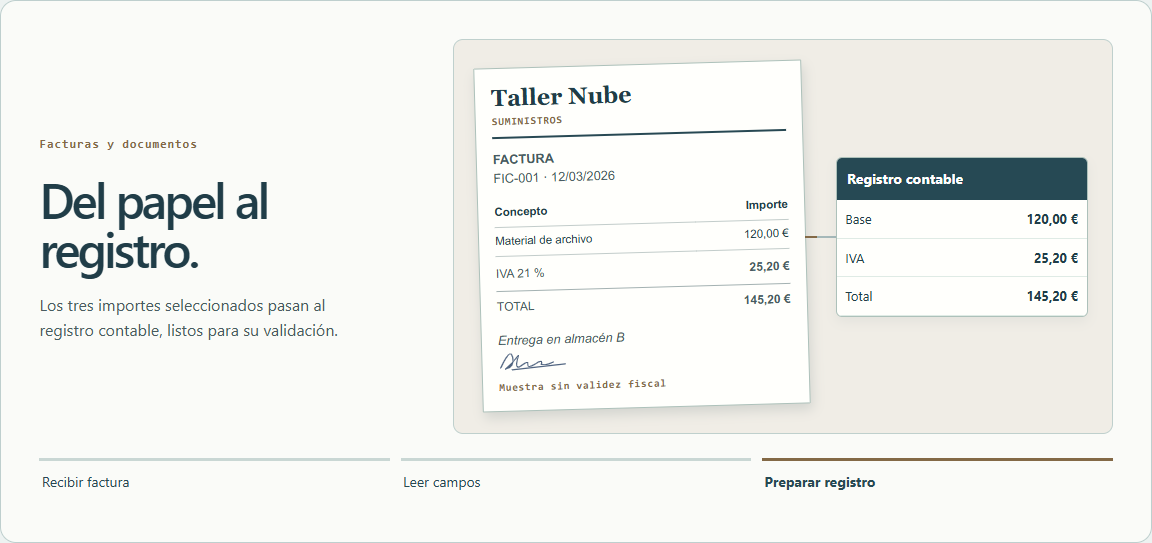 Facturas y documentos
Del papel al
registro.
Los tres importes seleccionados pasan al
registro contable, listos para su validación.
Taller Nube
SUMINISTROS
FACTURA
FIC-001 · 12/03/2026
Concepto Importe
Material de archivo 120,00 €
IVA 21 % 25,20 €
TOTAL 145,20 €
Entrega en almacén B
Muestra sin validez fiscal
Registro contable
Base 120,00 €
IVA 25,20 €
Total 145,20 €
Recibir factura
Leer campos
Preparar registro